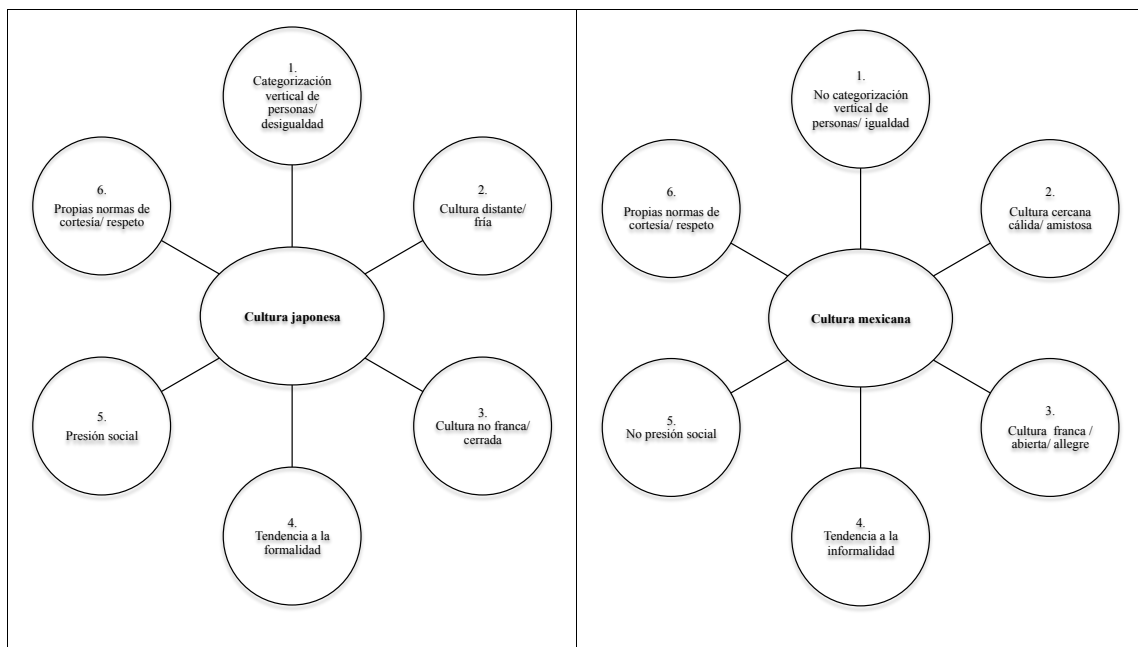 1.
Categorización
vertical de
personas/
desigualdad
2.
Cultura distante/
fría
3.
Cultura no franca/
cerrada
4.
Tendencia a la
formalidad
5.
Presión social
6.
Propias normas de
cortesía/ respeto
Cultura japonesa
1.
No categorización
vertical de
personas/ igualdad
2.
Cultura cercana
cálida/ amistosa
3.
Cultura franca /
abierta/ allegre
4.
Tendencia a la
informalidad
5.
No presión social
6.
Propias normas de
cortesía/ respeto
Cultura mexicana